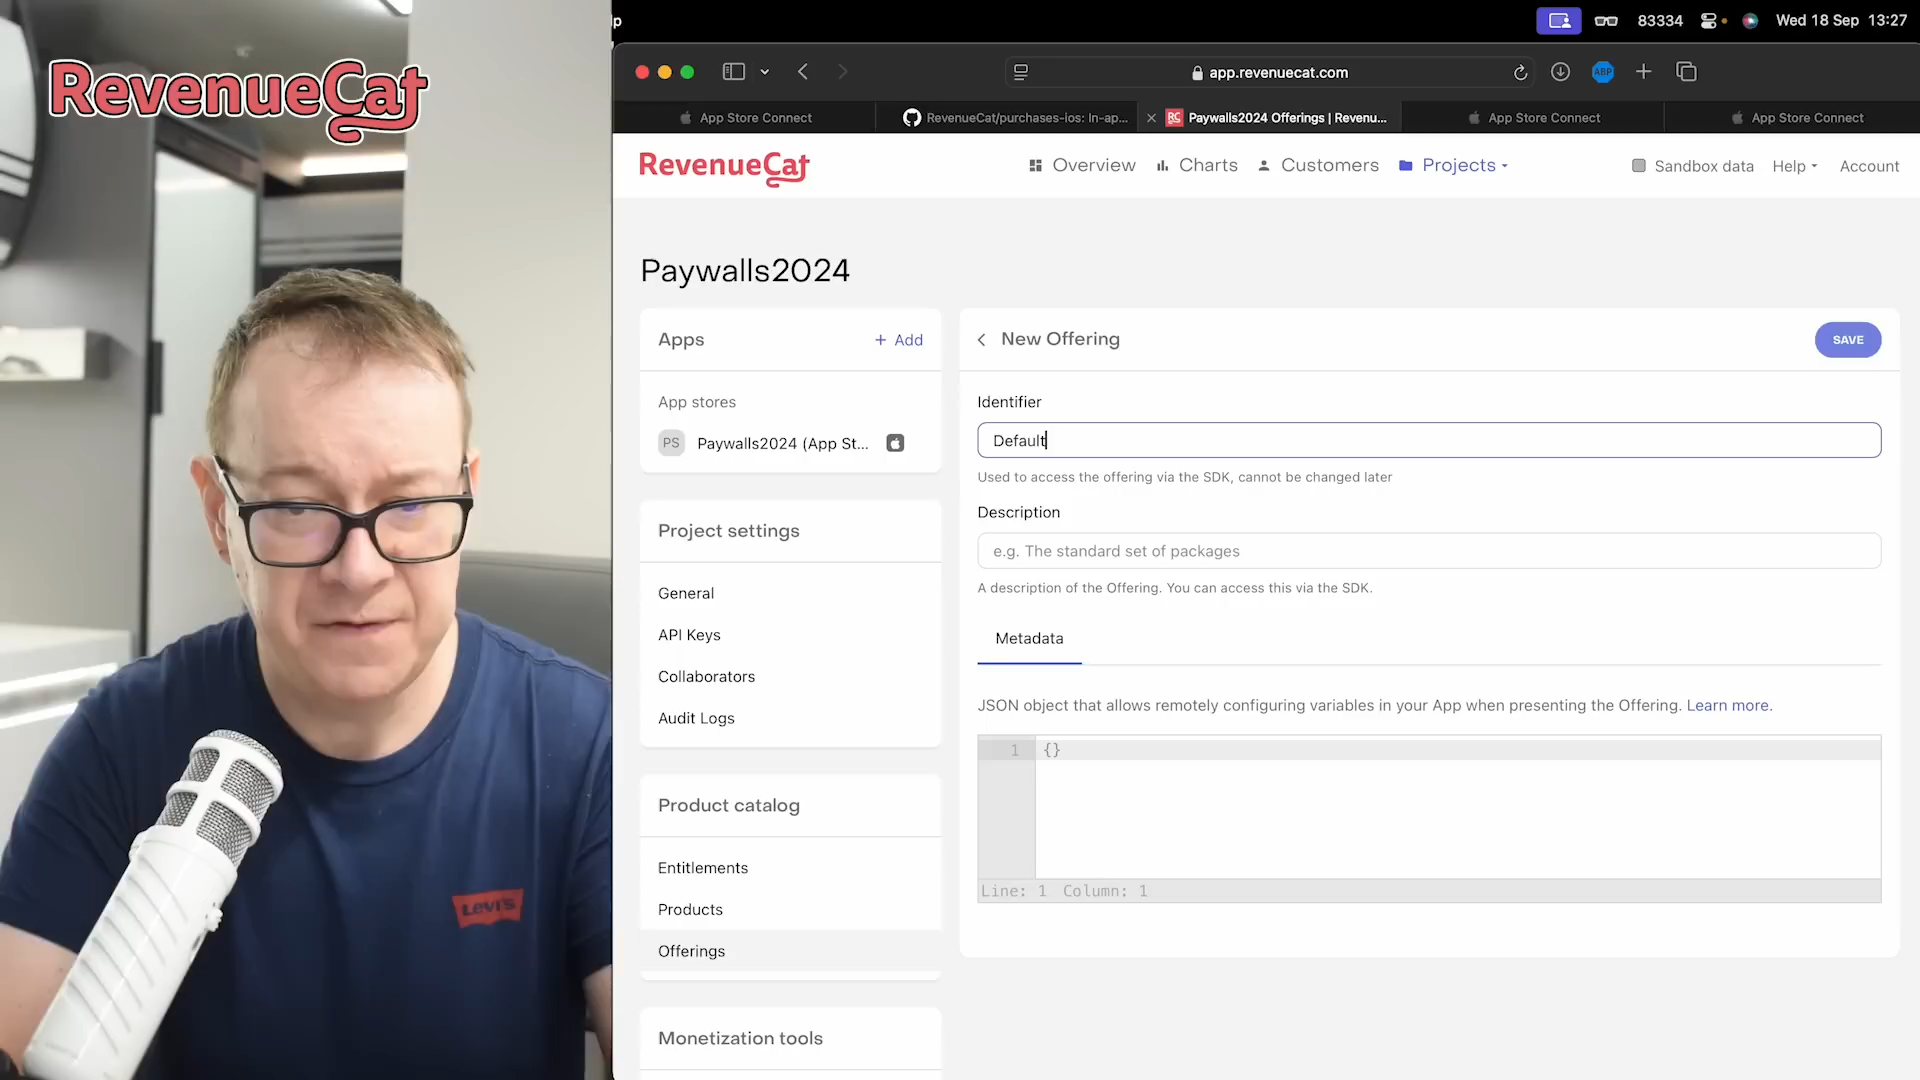 RevenueCat
lp
83334
Wed 18 Sep 13:27
app.revenuecat.com
ABP
App Store Connect
RevenueCat/purchases-ios: In-ap...
RC
Paywalls2024 Offerings | Revenu...
App Store Connect
App Store Connect
RevenueCat
Overview
Charts
Customers
Projects
Sandbox data
Help
Account
Paywalls2024
Apps
+ Add
App stores
PS
Paywalls2024 (App St...
Project settings
General
API Keys
Collaborators
Audit Logs
Product catalog
Entitlements
Products
Offerings
Monetization tools
New Offering
SAVE
Identifier
Default
Used to access the offering via the SDK, cannot be changed later
Description
e.g. The standard set of packages
A description of the Offering. You can access this via the SDK.
Metadata
JSON object that allows remotely configuring variables in your App when presenting the Offering. Learn more.
1 {}
Line: 1 Column: 1
Levi's